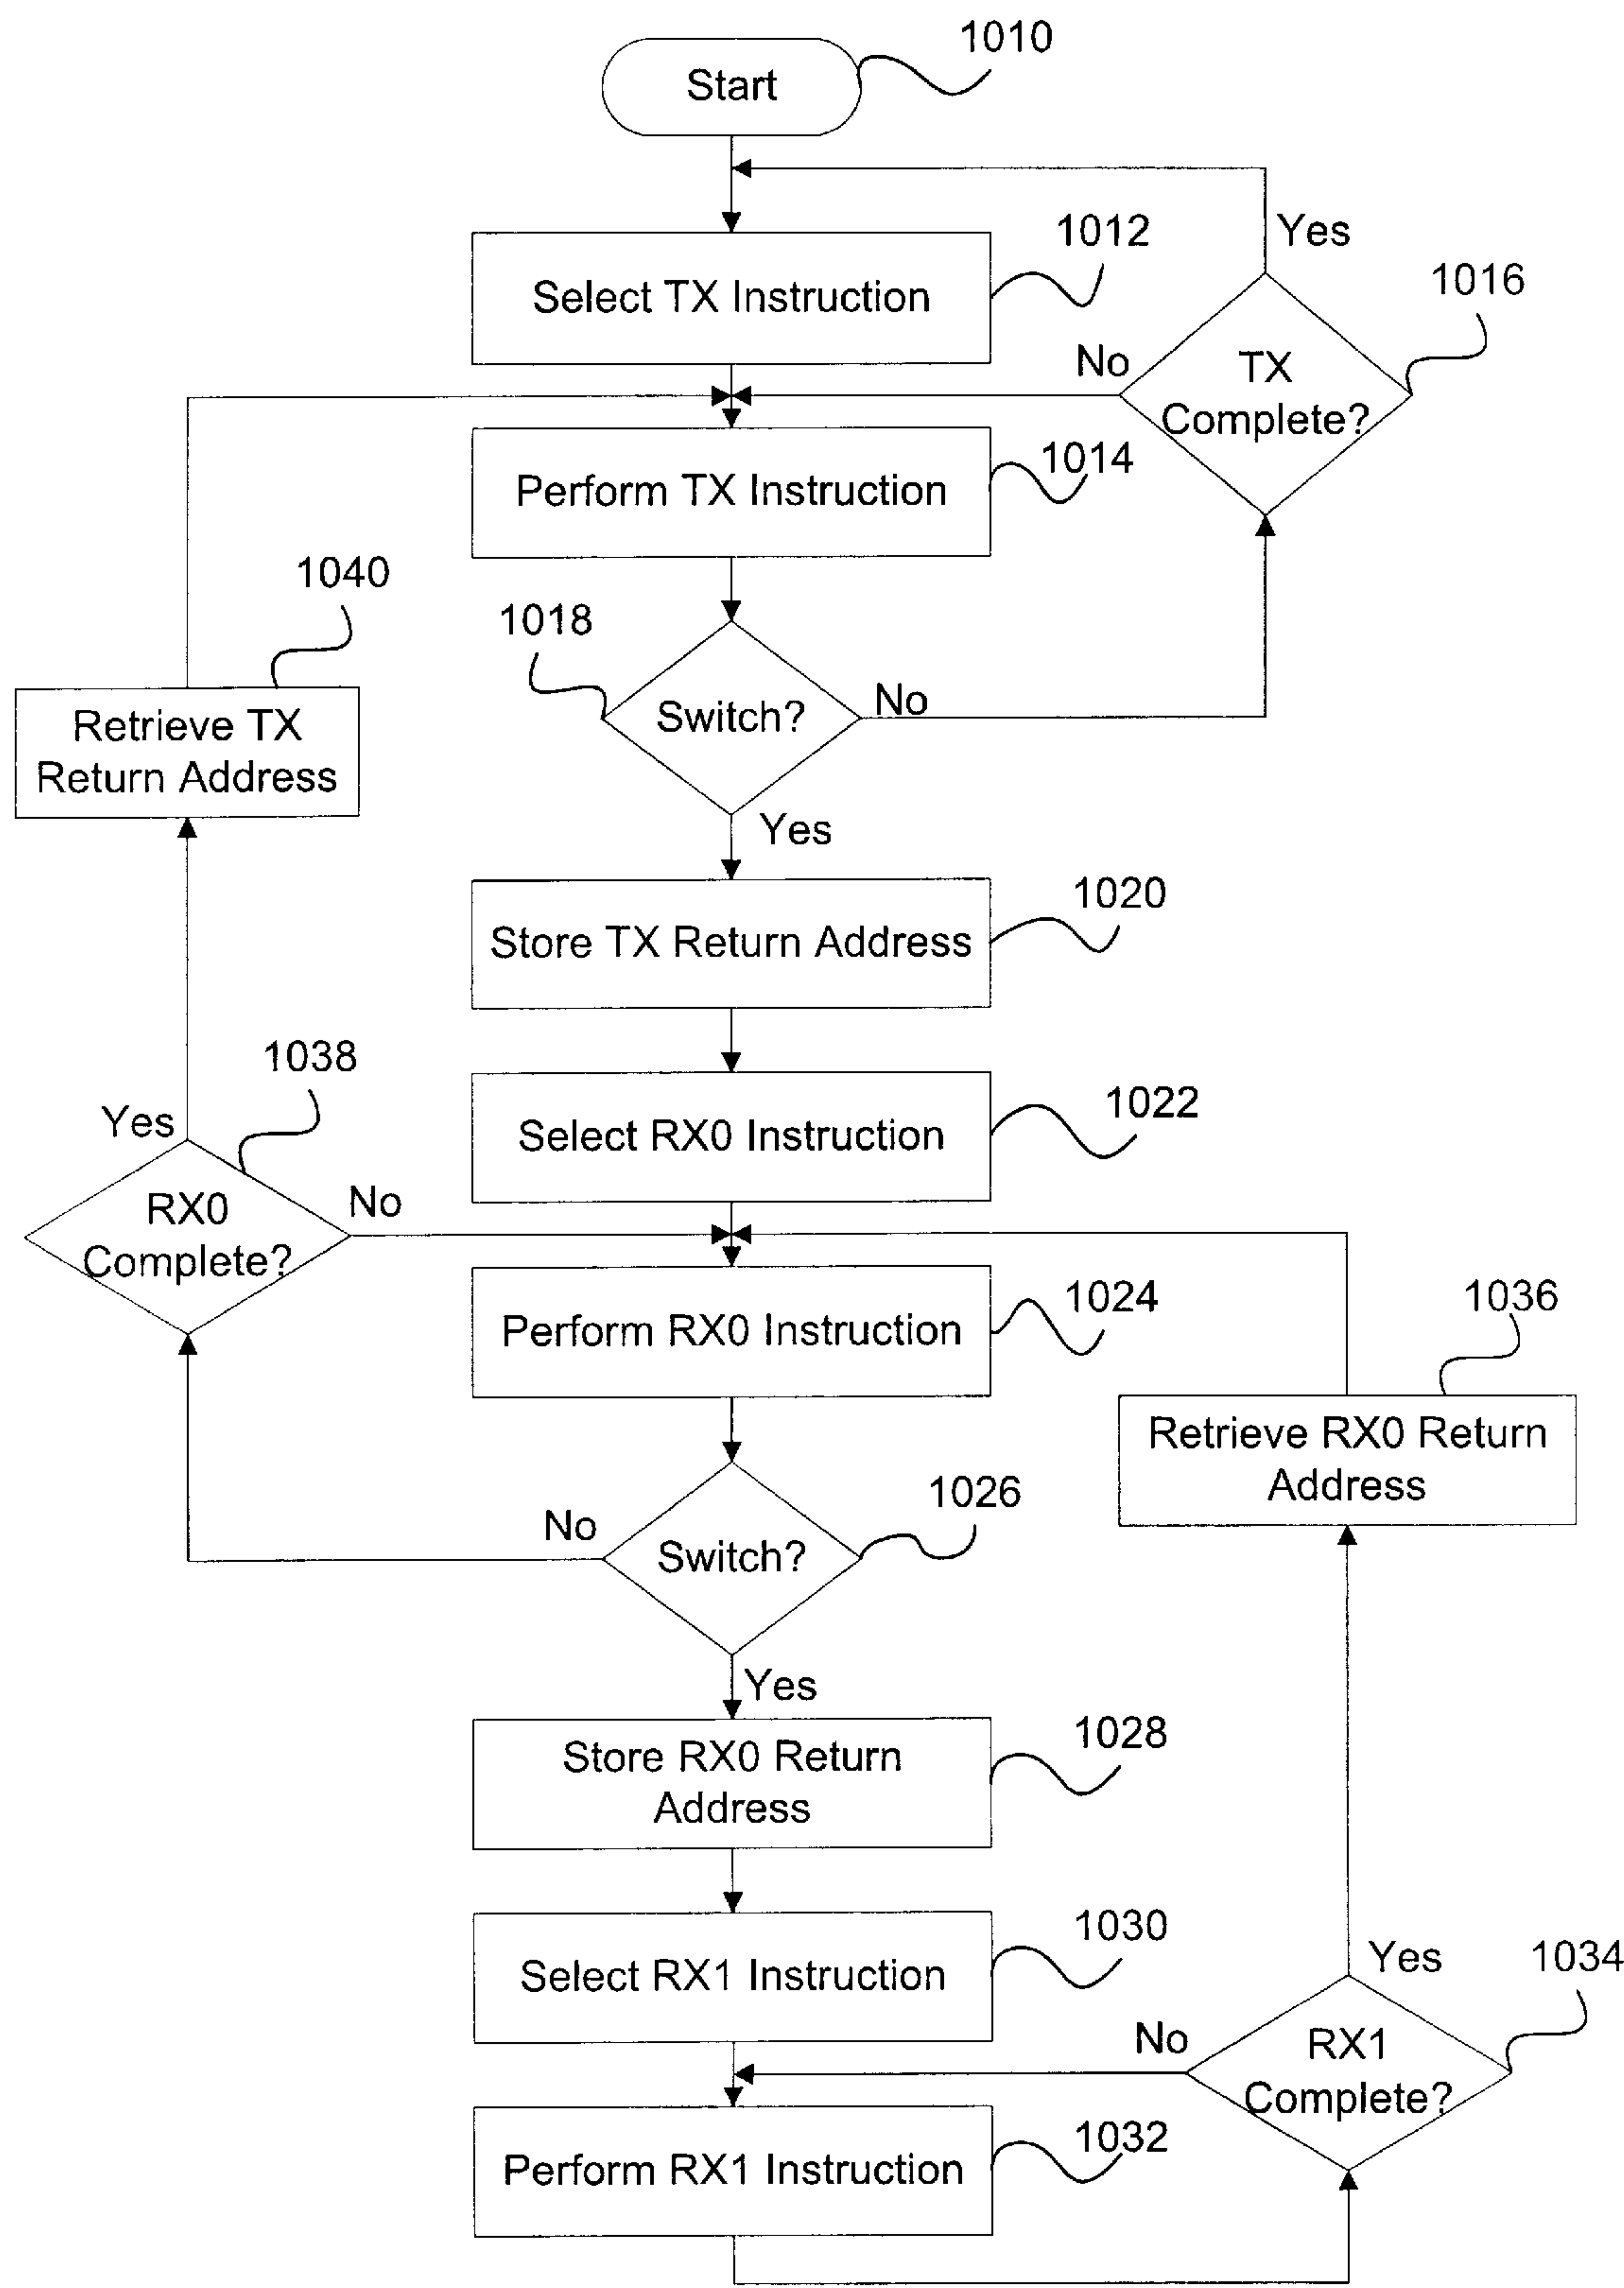 1010
Start
1012
Yes
1016
Select TX Instruction
No
TX
Complete?
1014
Perform TX Instruction
1040
1018
Switch?
No
Retrieve TX
Return Address
Yes
1020
Store TX Return Address
1038
1022
Yes
Select RX0 Instruction
No
RX0
Complete?
1024
1036
Perform RX0 Instruction
Retrieve RX0 Return
Address
1026
No
Switch?
Yes
1028
Store RX0 Return
Address
1030
Yes
1034
Select RX1 Instruction
No
RX1
Complete?
1032
Perform RX1 Instruction